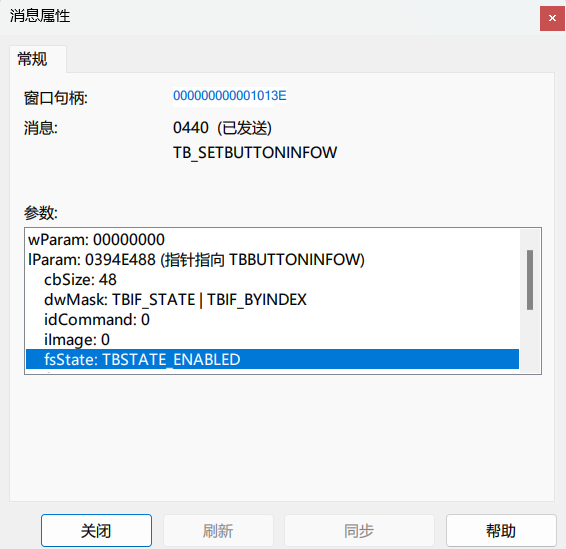 消息属性
常规
窗口句柄: 000000000001013E
消息: 0440 (已发送)
TB_SETBUTTONINFOW
参数:
wParam: 00000000
lParam: 0394E488 (指针指向 TBBUTTONINFOW)
cbSize: 48
dwMask: TBIF_STATE | TBIF_BYINDEX
idCommand: 0
iImage: 0
fsState: TBSTATE_ENABLED
关闭 刷新 同步 帮助